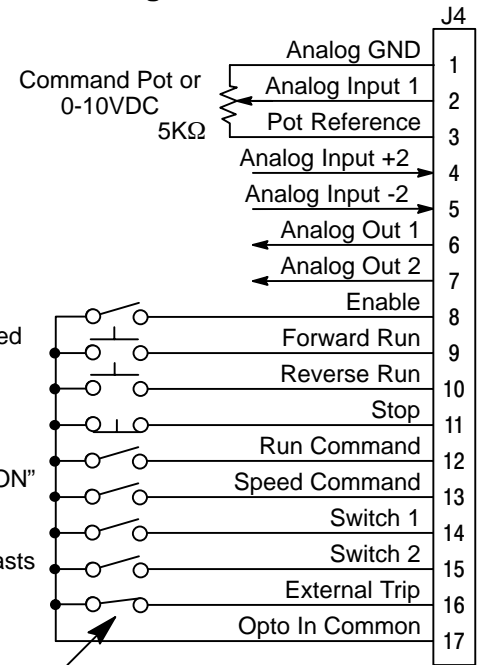 J4
Analog GND 1
Command Pot or
0-10VDC
5KΩ
Analog Input 1 2
Pot Reference 3
Analog Input +2 4
Analog Input -2 5
Analog Out 1 6
Analog Out 2 7
Enable 8
Forward Run 9
Reverse Run 10
Stop 11
Run Command 12
ON"
Speed Command 13
Switch 1 14
Switch 2 15
External Trip 16
Opto In Common 17